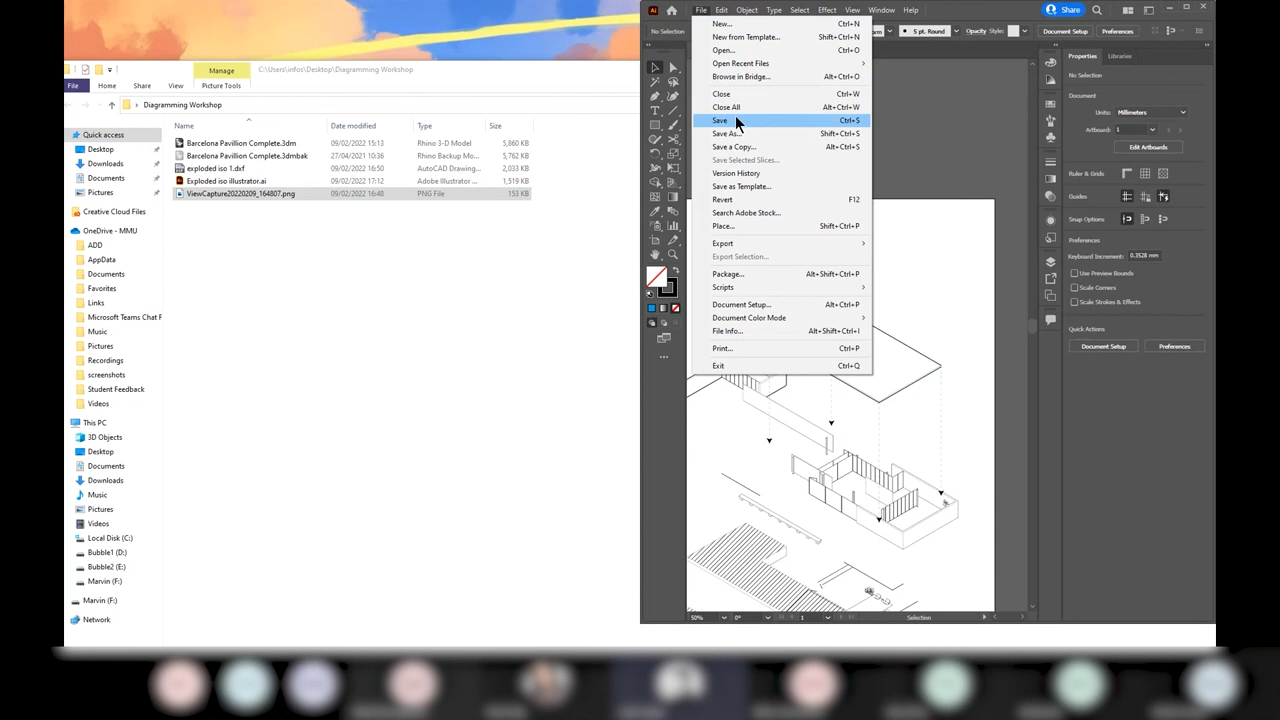 Manage
C:\Users\infos\Desktop\Diagramming Workshop
File
Home
Share
View
Picture Tools
Diagramming Workshop
Name
Date modified
Type
Size
Quick access
Desktop
Downloads
Documents
Pictures
Creative Cloud Files
OneDrive - MMU
ADD
AppData
Documents
Favorites
Links
Microsoft Teams Chat F
Music
Pictures
Recordings
screenshots
Student Feedback
Videos
This PC
3D Objects
Desktop
Documents
Downloads
Music
Pictures
Videos
Local Disk (C:)
Bubble1 (D:)
Bubble2 (E:)
Marvin (F:)
Marvin (F:)
Network
Barcelona Pavillion Complete.3dm 09/02/2022 15:13 Rhino 3-D Model 5,860 KB
Barcelona Pavillion Complete.3dmbak 27/04/2021 10:36 Rhino Backup Mo... 5,762 KB
exploded iso 1.dxf 09/02/2022 16:50 AutoCAD Drawing... 2,033 KB
Exploded iso illustrator.ai 09/02/2022 17:12 Adobe Illustrator ... 1,519 KB
ViewCapture20220209_164807.png 09/02/2022 16:48 PNG File 153 KB
Ai
File Edit Object Type Select Effect View Window Help
Share
No Selection
5 pt. Round
Opacity
Style:
Document Setup
Preferences
New... Ctrl+N
New from Template... Shift+Ctrl+N
Open... Ctrl+O
Open Recent Files
Browse in Bridge... Alt+Ctrl+O
Close Ctrl+W
Close All Alt+Ctrl+W
Save Ctrl+S
Save As... Shift+Ctrl+S
Save a Copy... Alt+Ctrl+S
Save Selected Slices...
Version History
Save as Template...
Revert F12
Search Adobe Stock...
Place... Shift+Ctrl+P
Export
Export Selection...
Package... Alt+Shift+Ctrl+P
Scripts
Document Setup... Alt+Ctrl+P
Document Color Mode
File Info... Alt+Shift+Ctrl+I
Print... Ctrl+P
Exit Ctrl+Q
Properties
Libraries
No Selection
Document
Units: Millimeters
Artboard: 1
Edit Artboards
Ruler & Grids
Guides
Snap Options
Preferences
Keyboard Increment: 0.3528 mm
Use Preview Bounds
Scale Corners
Scale Strokes & Effects
Quick Actions
Document Setup
Preferences
50%
0°
1
Selection